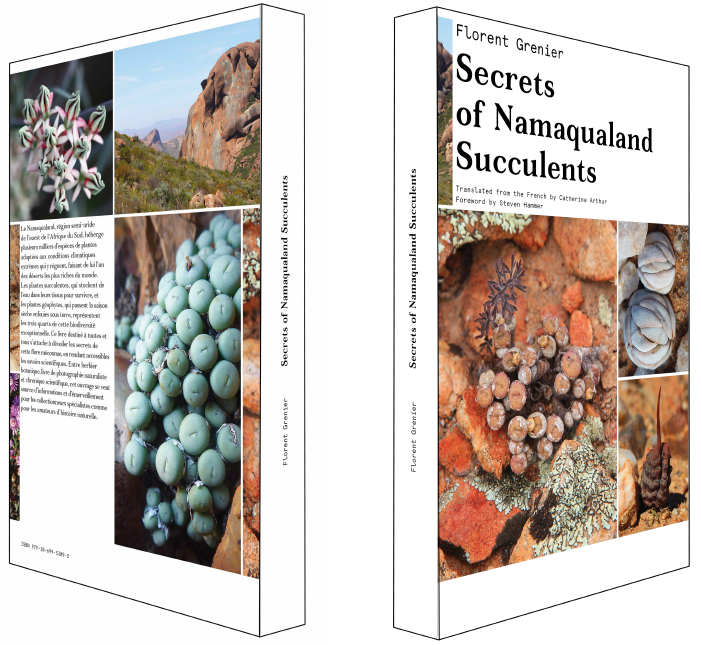 Le Namaqualand, région semi-aride
de l'ouest de l'Afrique du Sud, héberge
plusieurs milliers d'espèces de plantes
adaptées aux conditions climatiques
extrêmes qui y règnent, faisant de lui l'un
des déserts les plus riches du monde.
Les plantes succulentes, qui stockent de
l'eau dans leurs tissus pour survivre, et
les plantes géophytes, qui passent la saison
sèche enfouies sous terre, représentent
les trois quarts de cette biodiversité
exceptionnelle. Ce livre destiné à toutes et
tous s'attache à dévoiler les secrets de
cette flore méconnue, en rendant accessibles
les savoirs scientifiques. Entre herbier
botanique, livre de photographie naturaliste
et chronique scientifique, cet ouvrage se veut
source d'informations et d'émerveillement
pour les collectionneurs spécialistes comme
pour les amateurs d'histoire naturelle.
ISBN 979-10-699-5389-5
Secrets of Namaqualand Succulents
Florent Grenier
Secrets of Namaqualand Succulents
Florent Grenier
Florent Grenier
Secrets
of Namaqualand
Succulents
Translated from the French by Catherine Arthur
Foreword by Steven Hammer